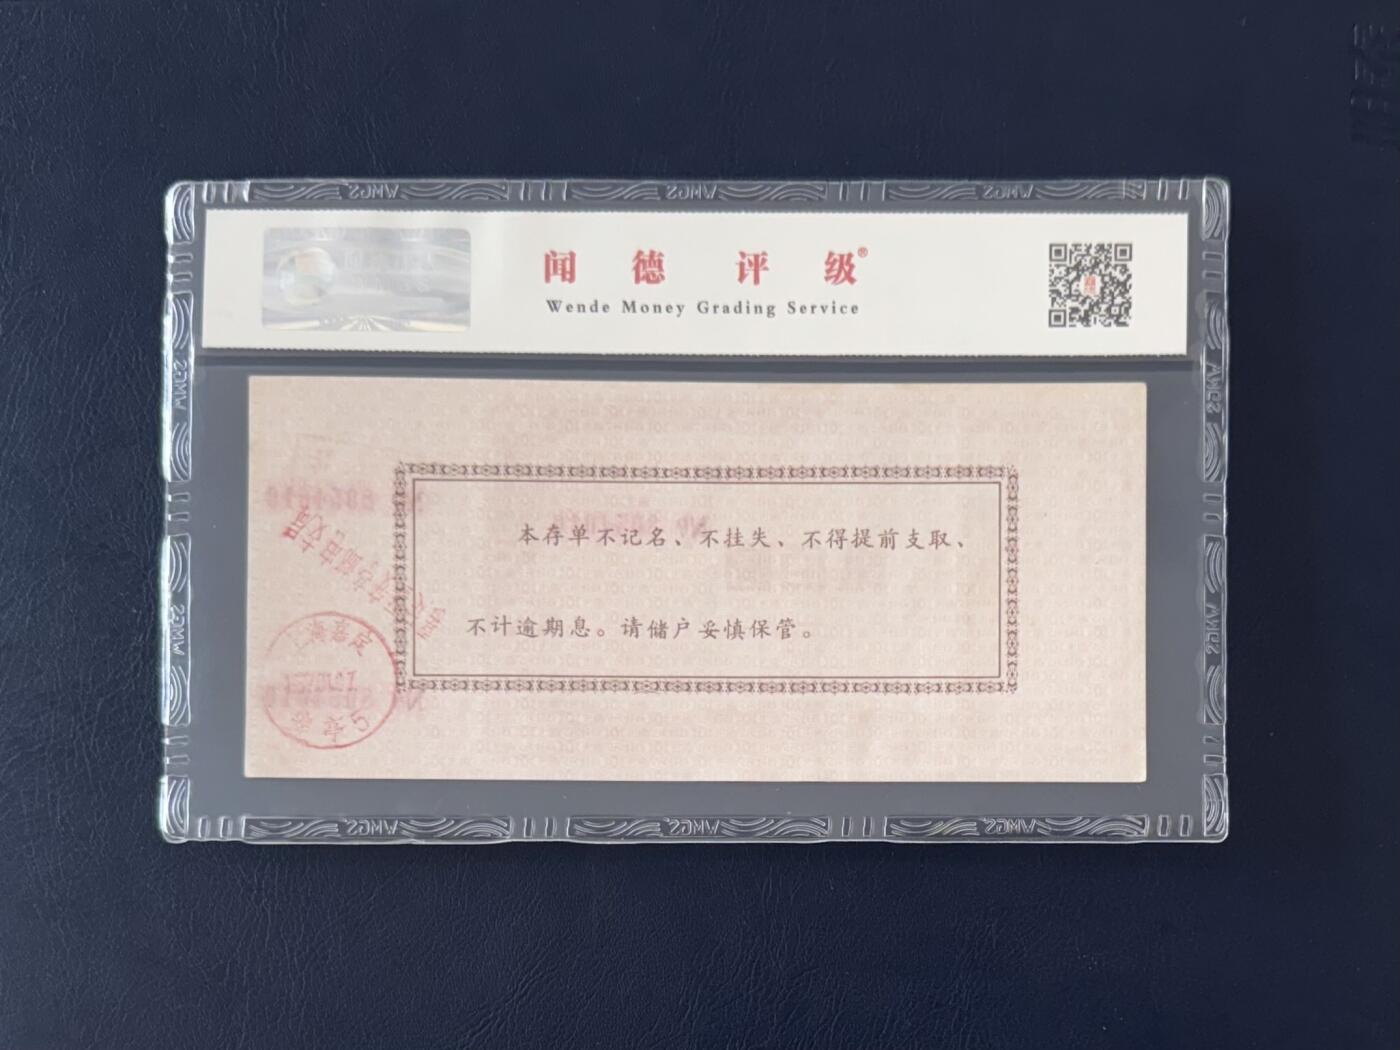 闻德评级®
Wende Money Grading Service
本存单不记名、不挂失、不得提前支取、
不计逾期息。请储户妥慎保管。